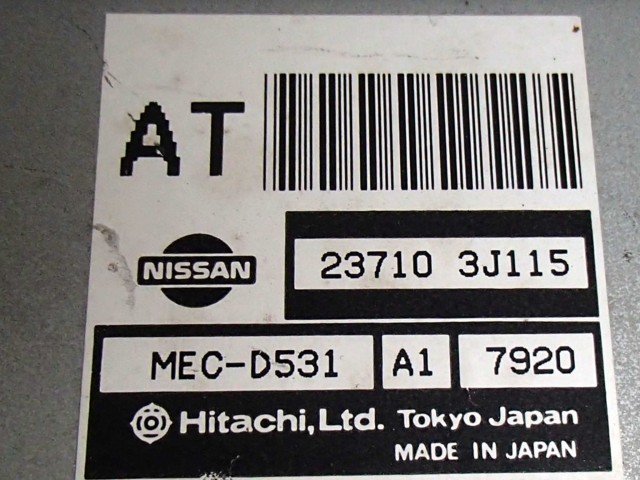 AT
NISSAN
23710 3J115
MEC-D531 A1 7920
Hitachi, Ltd. Tokyo Japan
MADE IN JAPAN